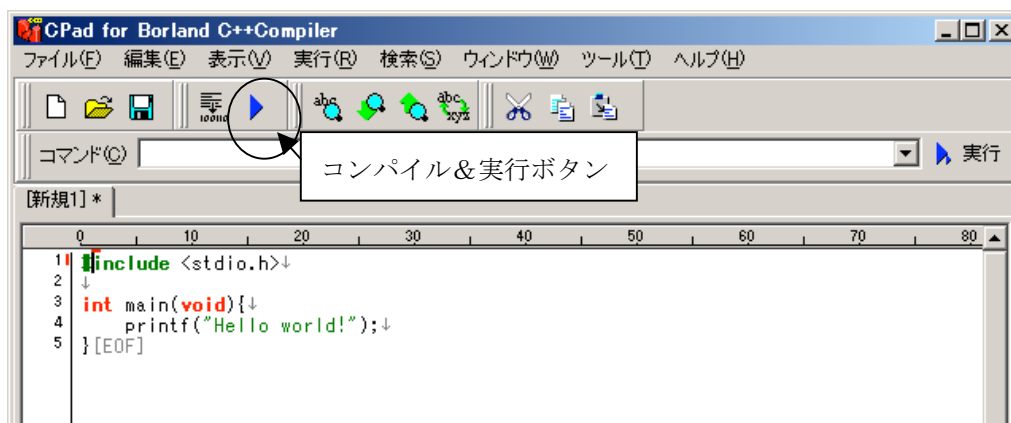 CPad for Borland C++Compiler
ファイル(F) 編集(E) 表示(V) 実行(R) 検索(S) ウィンドウ(W) ツール(T) ヘルプ(H)
コマンド(C) 実行
コンパイル＆実行ボタン
[新規1] *
0 10 20 30 40 50 60 70 80
1 #include <stdio.h>↓
2 ↓
3 int main(void){↓
4 printf("Hello world!");↓
5 }[EOF]